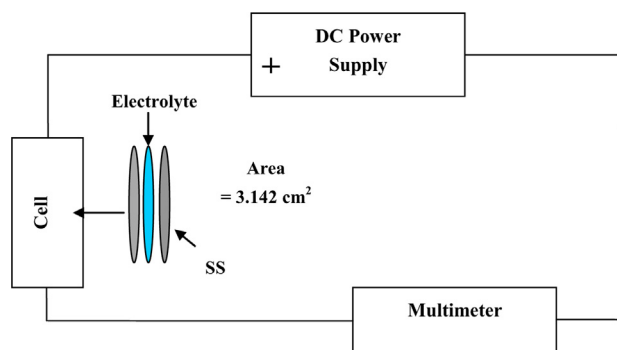 DC Power
+
Supply
Electrolyte
Area
= 3.142 cm²
Cell
SS
Multimeter